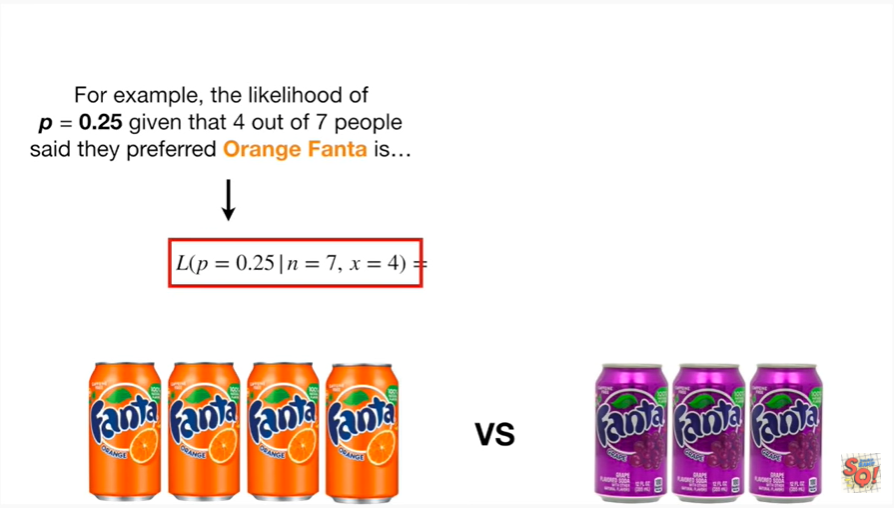 For example, the likelihood of
p = 0.25 given that 4 out of 7 people
said they preferred Orange Fanta is…
L(p = 0.25 | n = 7, x = 4) =
Fanta Fanta Fanta Fanta
ORANGE ORANGE ORANGE ORANGE
vs
Fanta Fanta Fanta
GRAPE GRAPE GRAPE
SQ!